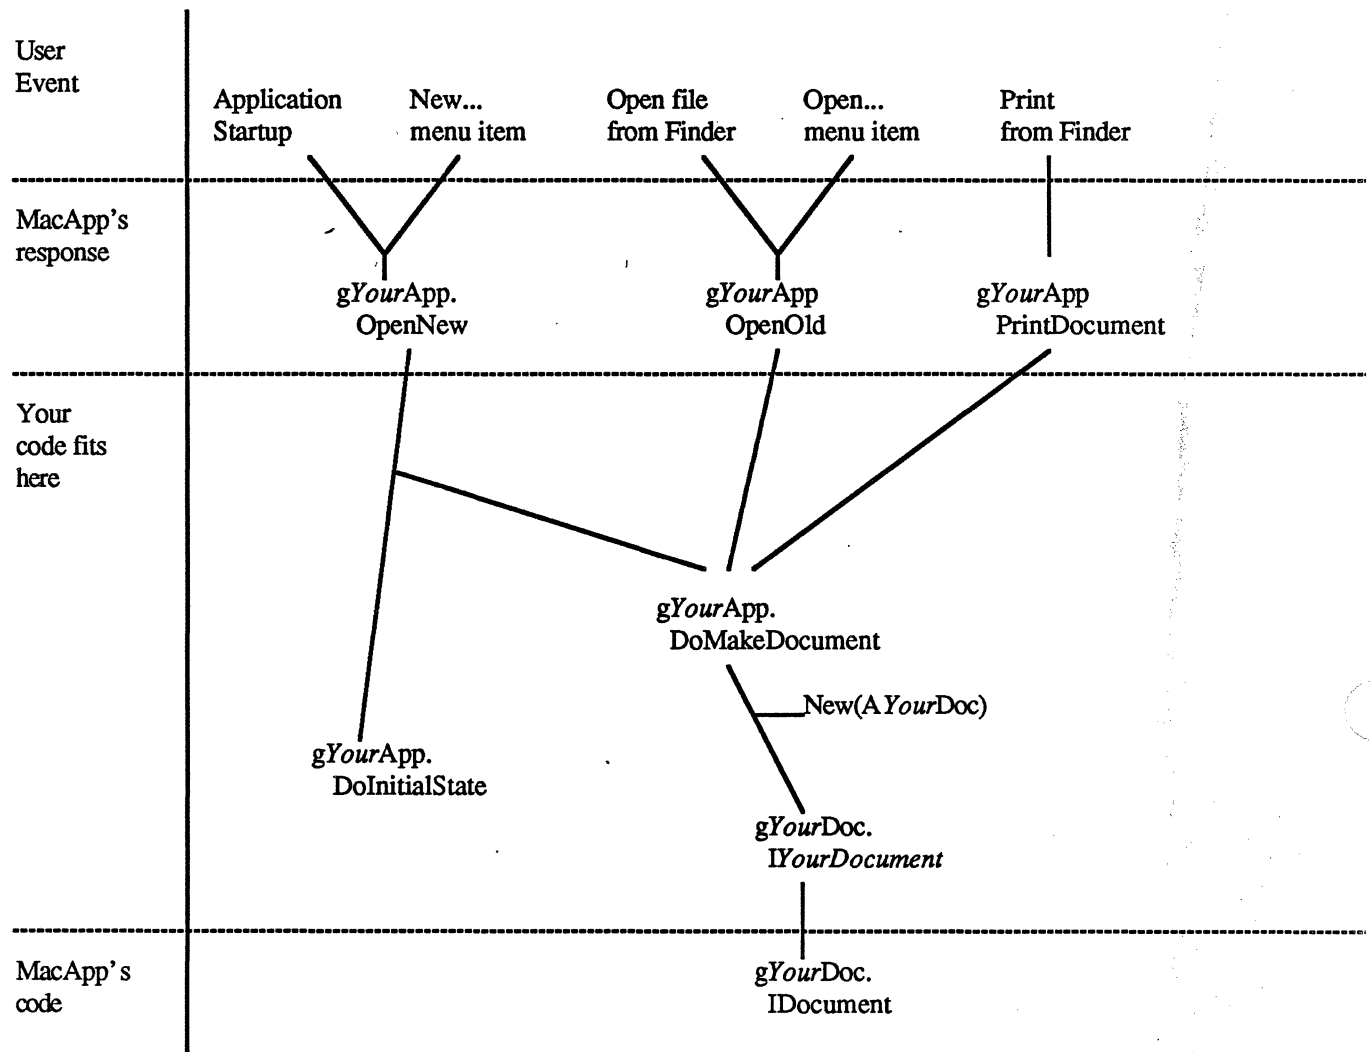 User
Event
Application
Startup
New...
menu item
Open file
from Finder
Open...
menu item
Print
from Finder
MacApp's
response
gYourApp.
OpenNew
gYourApp
OpenOld
gYourApp
PrintDocument
Your
code fits
here
gYourApp.
DoMakeDocument
New(AYourDoc)
gYourApp.
DoInitialState
gYourDoc.
IYourDocument
MacApp's
code
gYourDoc.
IDocument